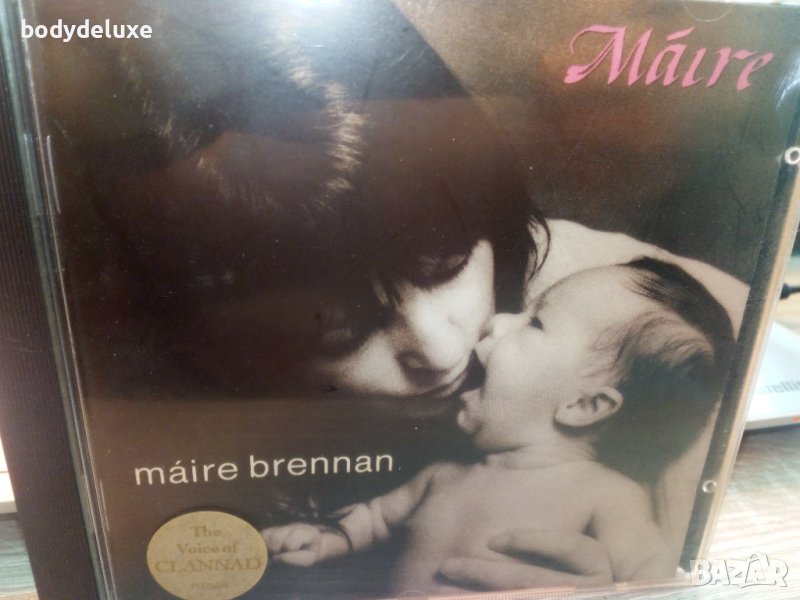 bodydeluxe
Máire
máire brennan
The
Voice of
CLANNAD
BAZAR